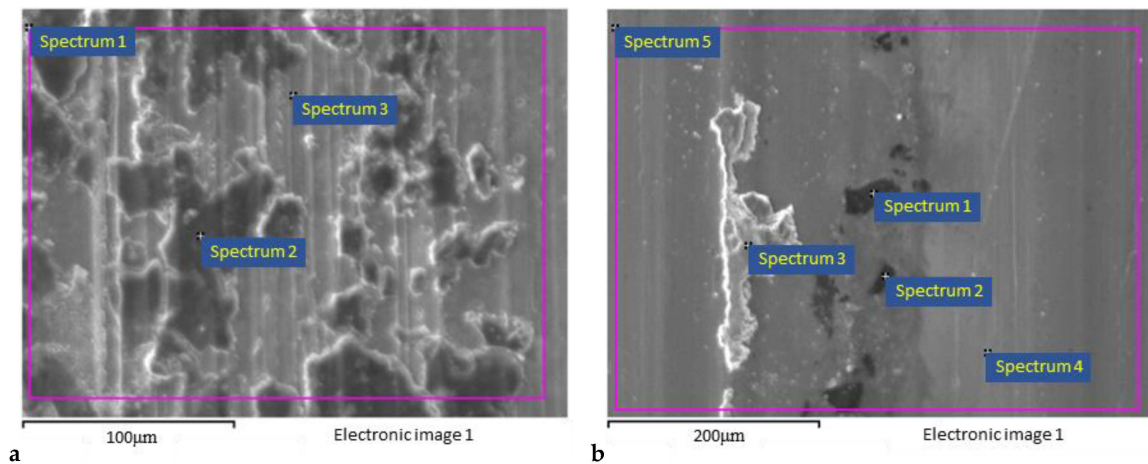 Spectrum 1
Spectrum 3
Spectrum 2
100µm
Electronic image 1
a
Spectrum 5
Spectrum 1
Spectrum 3
Spectrum 2
Spectrum 4
200µm
Electronic image 1
b